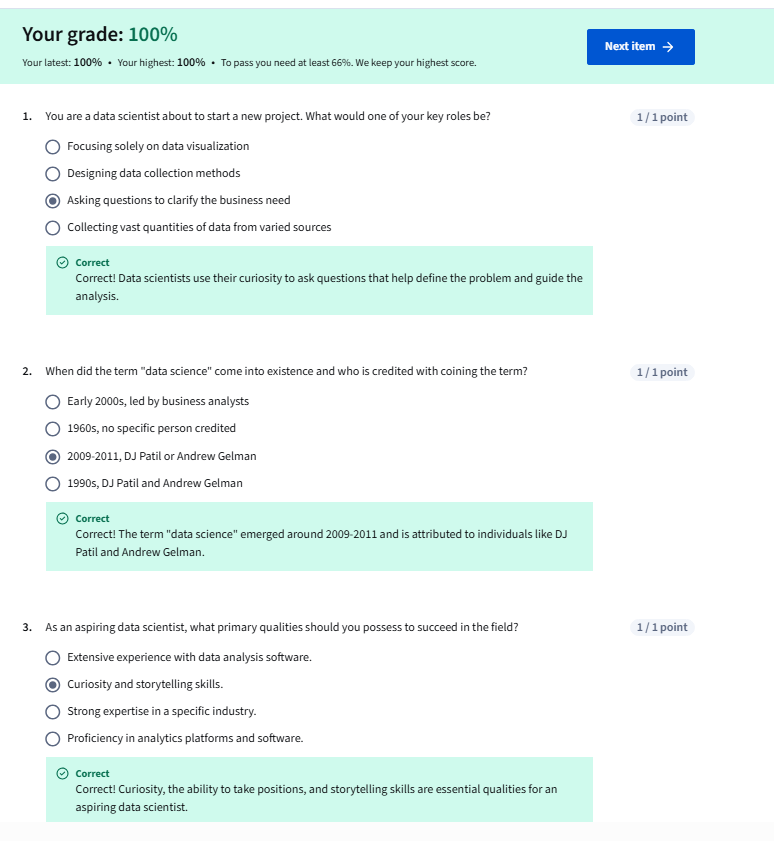 Your grade: 100%
Next item →
Your latest: 100% • Your highest: 100% • To pass you need at least 66%. We keep your highest score.
1. You are a data scientist about to start a new project. What would one of your key roles be?
1 / 1 point
Focusing solely on data visualization
Designing data collection methods
Asking questions to clarify the business need
Collecting vast quantities of data from varied sources
Correct
Correct! Data scientists use their curiosity to ask questions that help define the problem and guide the
analysis.
2. When did the term "data science" come into existence and who is credited with coining the term?
1 / 1 point
Early 2000s, led by business analysts
1960s, no specific person credited
2009-2011, DJ Patil or Andrew Gelman
1990s, DJ Patil and Andrew Gelman
Correct
Correct! The term "data science" emerged around 2009-2011 and is attributed to individuals like DJ
Patil and Andrew Gelman.
3. As an aspiring data scientist, what primary qualities should you possess to succeed in the field?
1 / 1 point
Extensive experience with data analysis software.
Curiosity and storytelling skills.
Strong expertise in a specific industry.
Proficiency in analytics platforms and software.
Correct
Correct! Curiosity, the ability to take positions, and storytelling skills are essential qualities for an
aspiring data scientist.